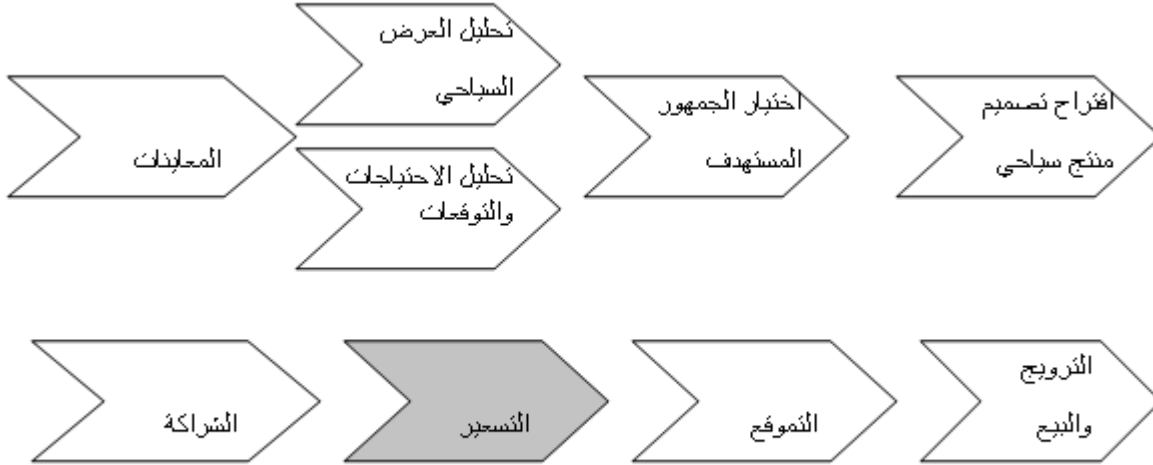 المعاينات
تحليل العرض
السياحي
تحليل الاحتياجات
والتوقعات
اختيار الجمهور
المستهدف
اقتراح تصميم
منتج سياحي
الشراكة
التسعير
التموقع
الترويج
والبيع